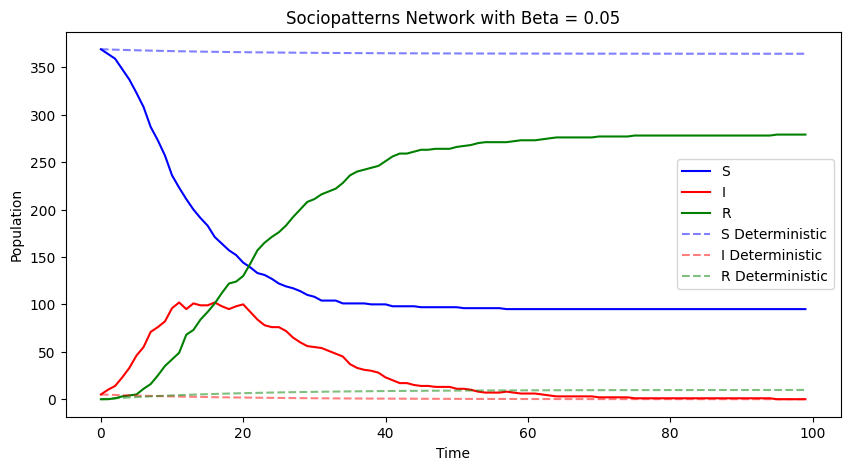 Sociopatterns Network with Beta = 0.05
Population
350
300
250
200
150
100
50
0
S
I
R
S Deterministic
I Deterministic
R Deterministic
0
20
40
60
80
100
Time